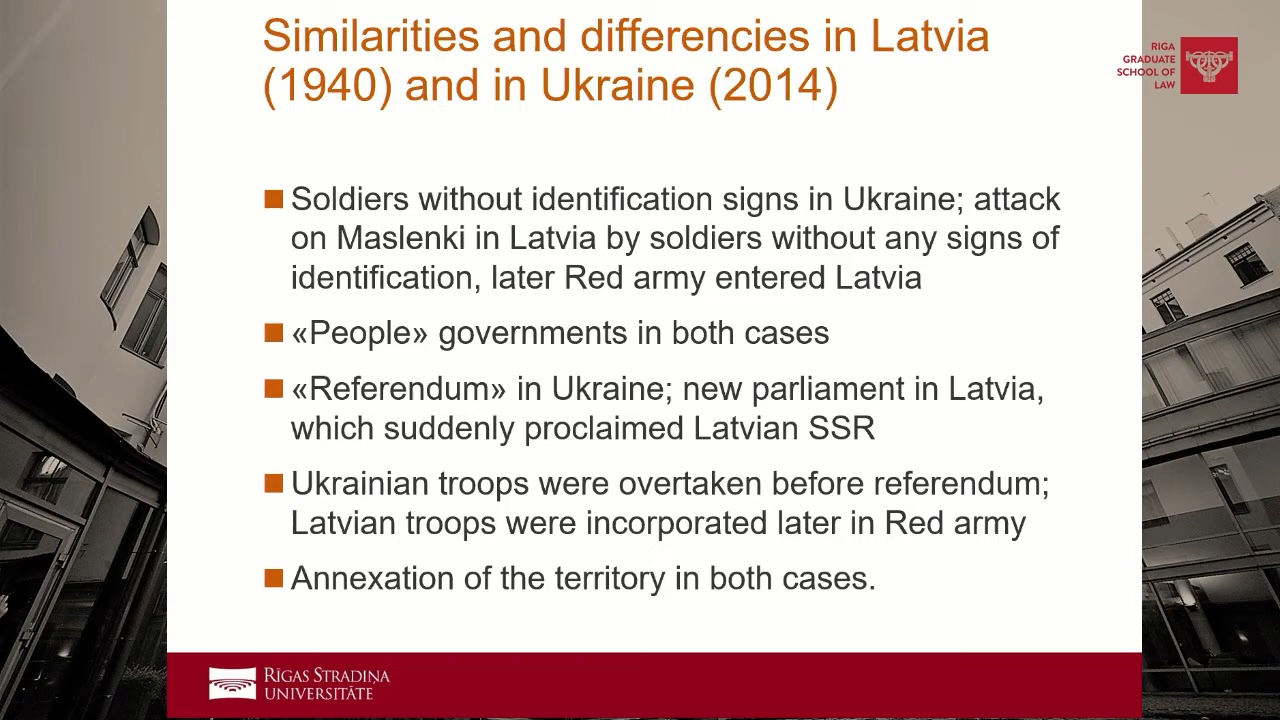 Similarities and differencies in Latvia
(1940) and in Ukraine (2014)
RIGA
GRADUATE
SCHOOL OF
LAW
Soldiers without identification signs in Ukraine; attack
on Maslenki in Latvia by soldiers without any signs of
identification, later Red army entered Latvia
«People» governments in both cases
«Referendum» in Ukraine; new parliament in Latvia,
which suddenly proclaimed Latvian SSR
Ukrainian troops were overtaken before referendum;
Latvian troops were incorporated later in Red army
Annexation of the territory in both cases.
RĪGAS STRADIŅA
UNIVERSITĀTE